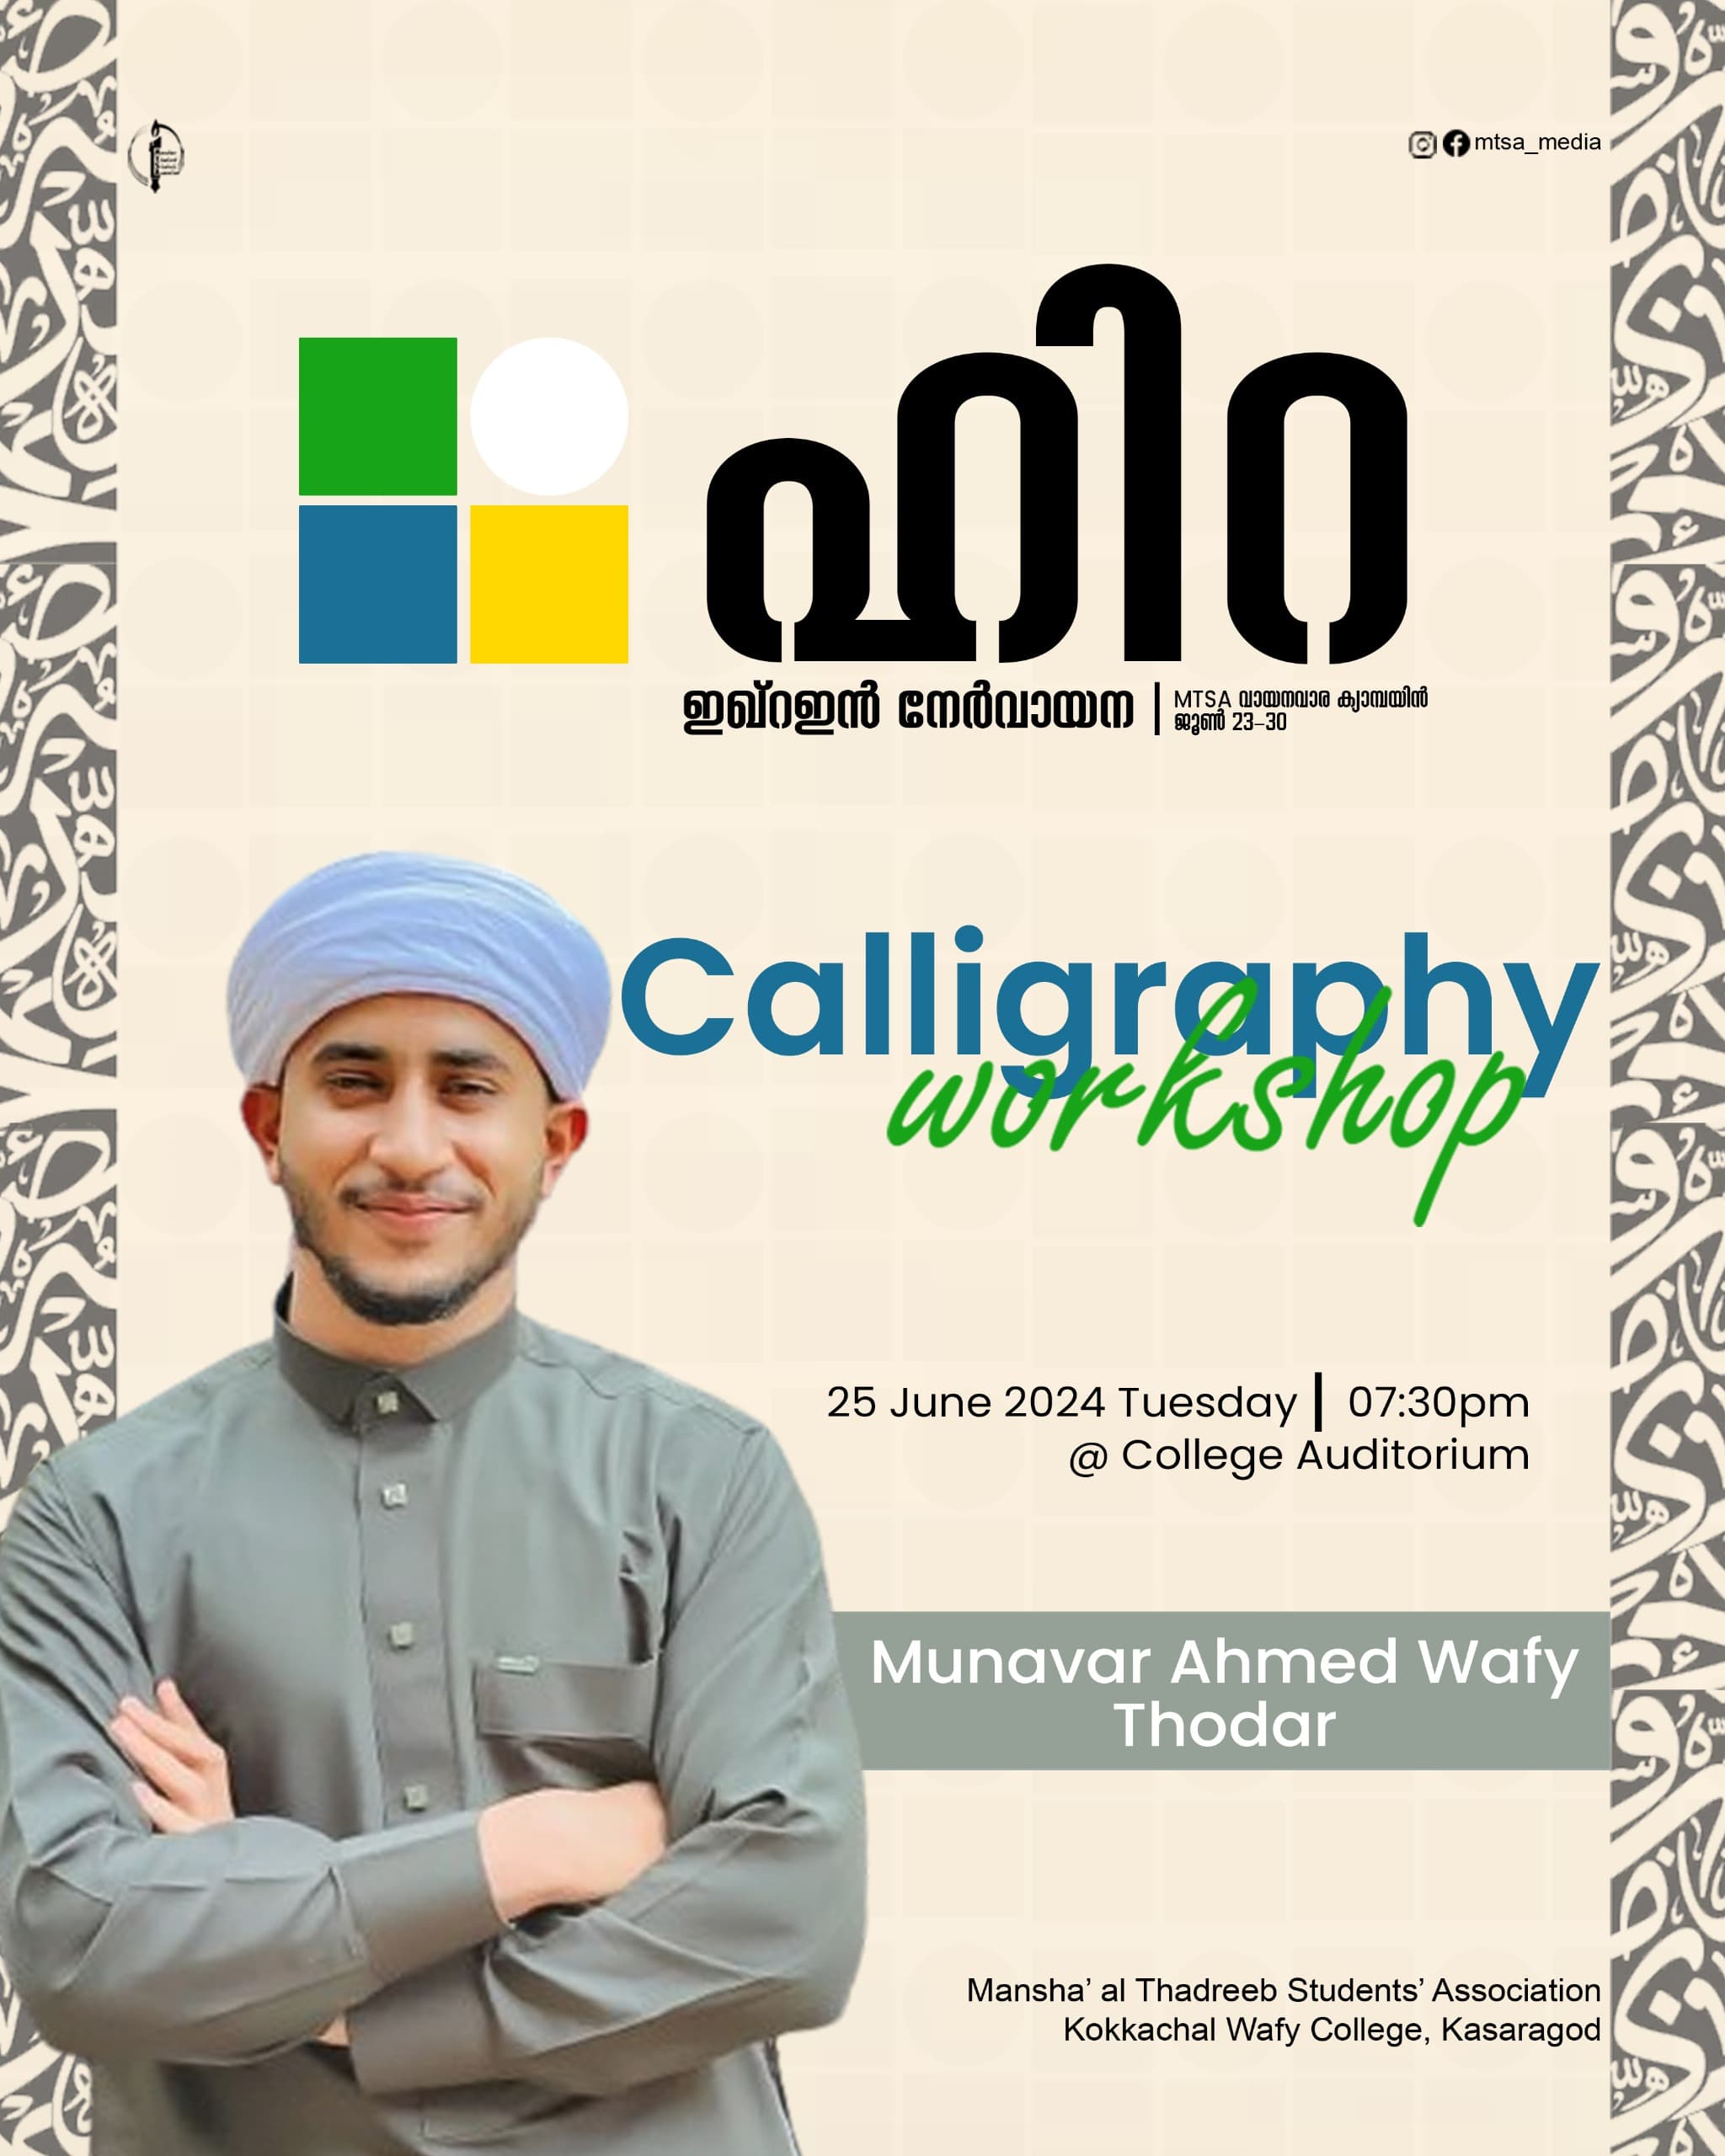 mtsa_media
ഹിറ
ഇഖ്റഇൻ നേർവായന
MTSA വായനവാര ക്യാമ്പയിൻ
ജൂൺ 23-30
Calligraphy
workshop
25 June 2024 Tuesday | 07:30pm
@ College Auditorium
Munavar Ahmed Wafy
Thodar
Mansha’ al Thadreeb Students’ Association
Kokkachal Wafy College, Kasaragod